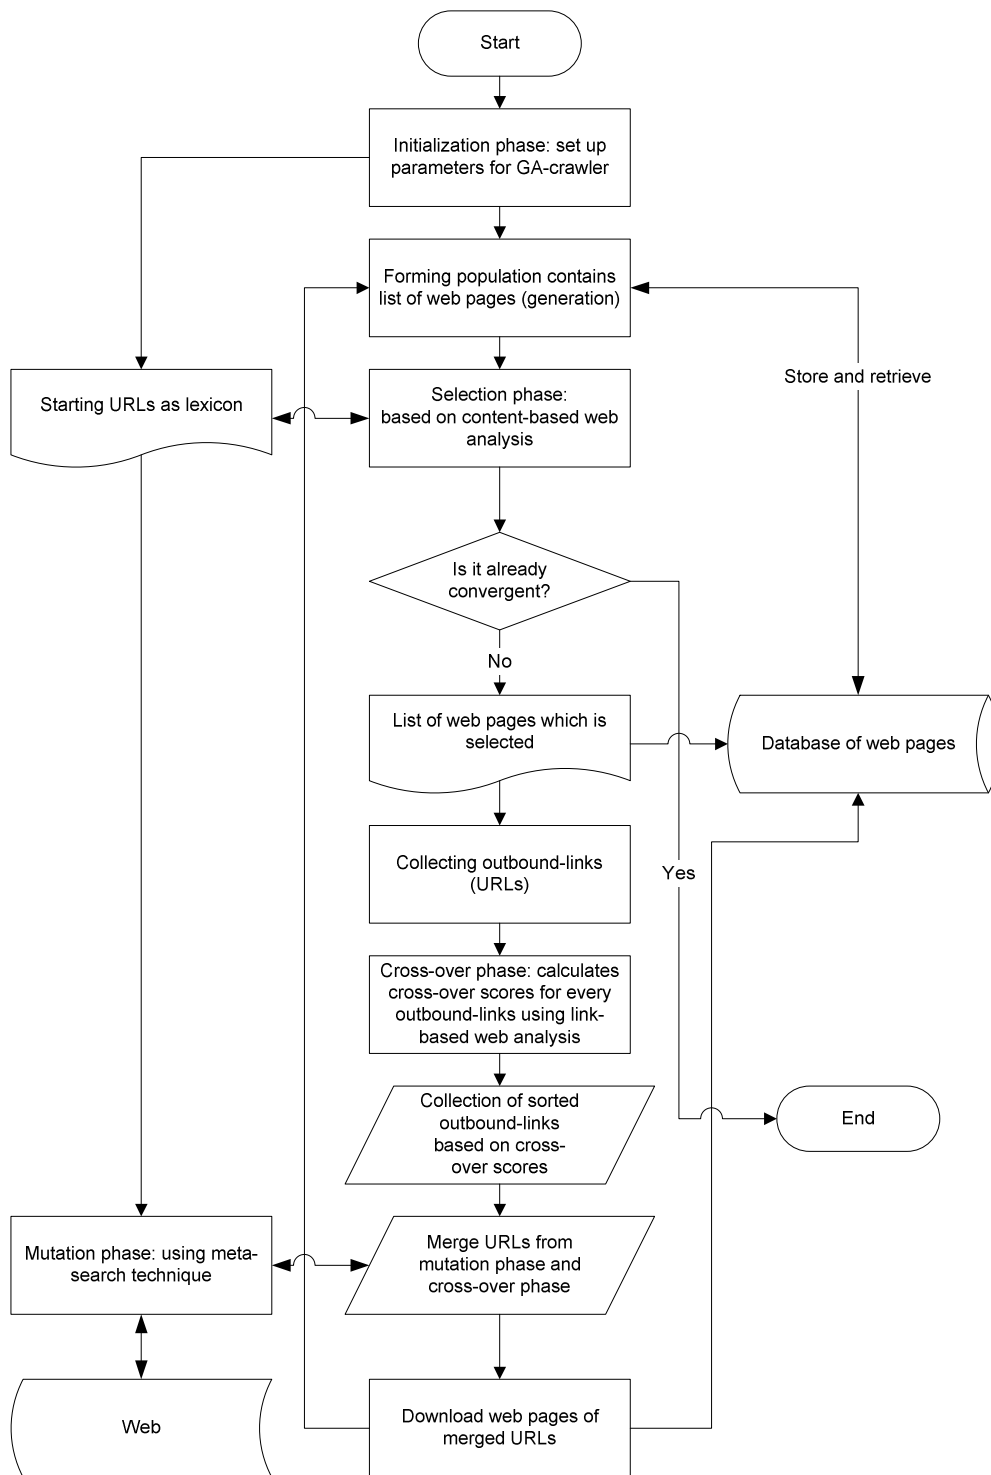 Start
Initialization phase: set up
parameters for GA-crawler
Forming population contains
list of web pages (generation)
Store and retrieve
Starting URLs as lexicon
Selection phase:
based on content-based web
analysis
Is it already
convergent?
No
List of web pages which is
selected
Database of web pages
Collecting outbound-links
(URLs)
Yes
Cross-over phase: calculates
cross-over scores for every
outbound-links using link-
based web analysis
Collection of sorted
outbound-links
based on cross-
over scores
End
Mutation phase: using meta-
search technique
Merge URLs from
mutation phase and
cross-over phase
Web
Download web pages of
merged URLs